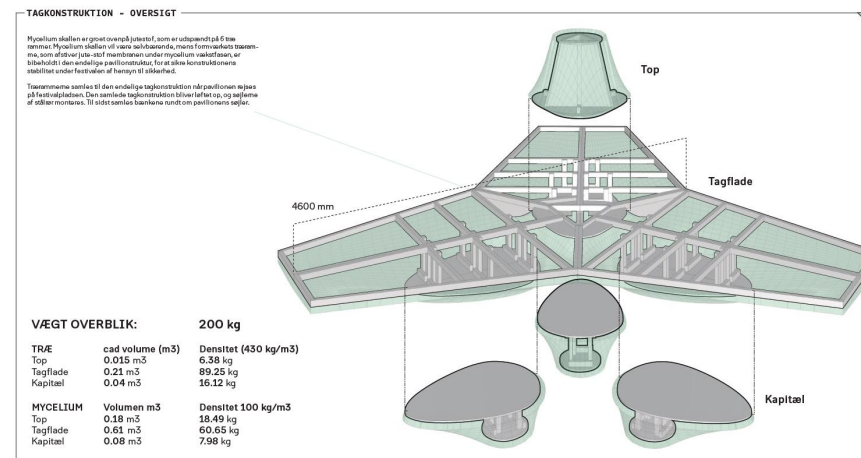 TAGKONSTRUKTION - OVERSIGT
Mycelium skallen er groet ovenpå jutestof, som er udspændt på 6 træ
rammer. Mycelium skallen vil være selvbærende, mens formværkets træram-
me, som afstiver jute-stof membranen under mycelium vækstfasen, er
bibeholdt i den endelige pavilionstruktur, for at sikre konstruktionens
stabilitet under festivalen af hensyn til sikkerhed.
Trærammerne samles til den endelige tagkonstruktion når pavillonen rejses
på festivalpladsen. Den samlede tagkonstruktion bliver løftet op, og søjlerne
af stålrør monteres. Til sidst samles bænkene rundt om pavilionens søjler.
Top
Tagflade
4600 mm
VÆGT OVERBLIK: 200 kg
TRÆ cad volume (m3) Densitet (430 kg/m3)
Top 0.015 m3 6.38 kg
Tagflade 0.21 m3 89.25 kg
Kapitæl 0.04 m3 16.12 kg
Kapitæl
MYCELIUM Volumen m3 Densitet 100 kg/m3
Top 0.18 m3 18.49 kg
Tagflade 0.61 m3 60.65 kg
Kapitæl 0.08 m3 7.98 kg